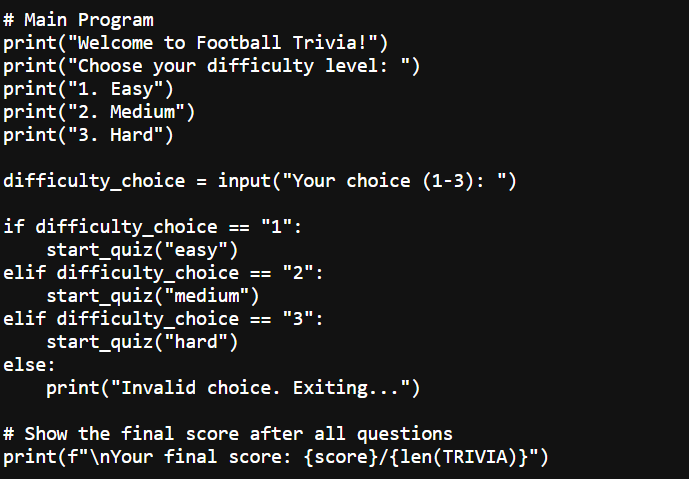 # Main Program
print("Welcome to Football Trivia!")
print("Choose your difficulty level: ")
print("1. Easy")
print("2. Medium")
print("3. Hard")

difficulty_choice = input("Your choice (1-3): ")

if difficulty_choice == "1":
    start_quiz("easy")
elif difficulty_choice == "2":
    start_quiz("medium")
elif difficulty_choice == "3":
    start_quiz("hard")
else:
    print("Invalid choice. Exiting...")

# Show the final score after all questions
print(f"\nYour final score: {score}/{len(TRIVIA)}")